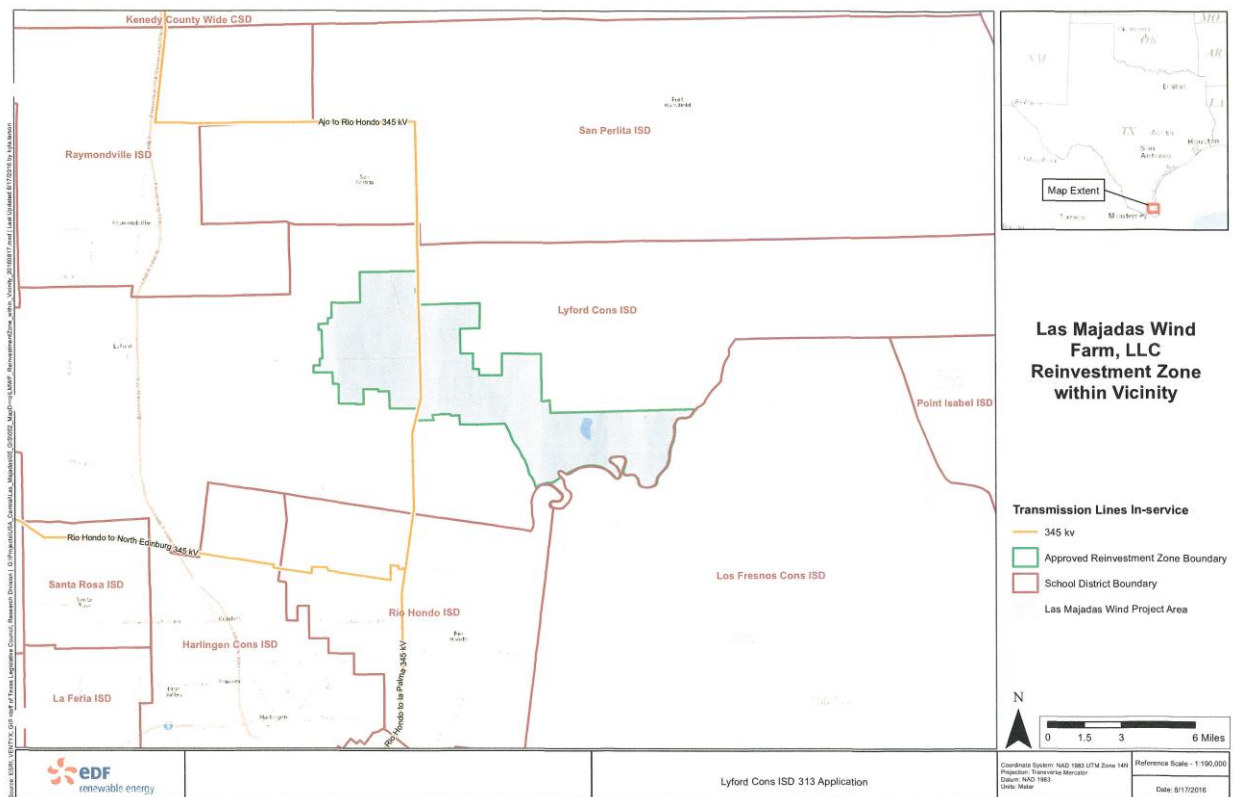 Kenedy County Wide CSD
Ajo to Rio Hondo 345 kV
San Perlita ISD
Raymondville ISD
Raymondville
Lyford Cons ISD
Lyford
Point Isabel ISD
Rio Hondo to North Edinburg 345 kV
Los Fresnos Cons ISD
Santa Rosa ISD
Rio Hondo ISD
Harlingen Cons ISD
La Feria ISD
Harlingen
Rio Hondo to la Palma 345 kV
MO
OK
AR
NM
Dallas
LA
TX
Austin
San
Antonio
Houston
Map Extent
Monterrey
Las Majadas Wind
Farm, LLC
Reinvestment Zone
within Vicinity
Transmission Lines In-service
345 kv
Approved Reinvestment Zone Boundary
School District Boundary
Las Majadas Wind Project Area
N
0 1.5 3 6 Miles
eDF
renewable energy
Lyford Cons ISD 313 Application
Coordinate System: NAD 1983 UTM Zone 14N
Projection: Transverse Mercator
Datum: NAD 1983
Units: Meter
Reference Scale - 1:190,000
Date: 8/17/2016